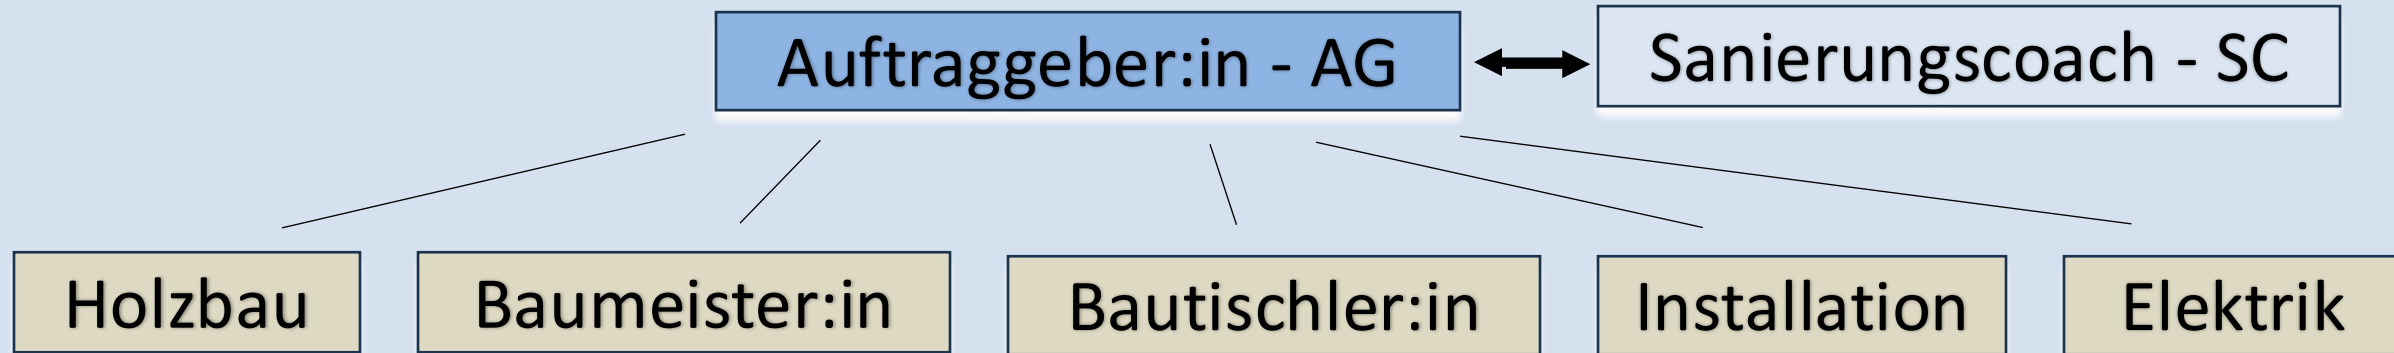 Auftraggeber:in - AG
Sanierungscoach - SC
Holzbau
Baumeister:in
Bautischler:in
Installation
Elektrik